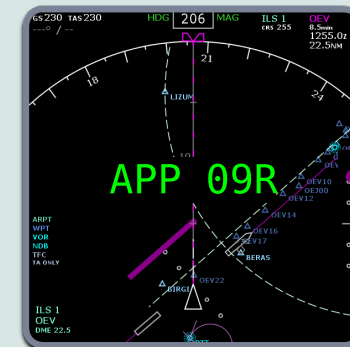 GS 230 TAS 230
---° / --
HDG 206 MAG
ILS 1
CRS 255
OEV
8.5min
1255.0z
22.5NM
18
21
24
LIZUM
10
APP 09R
OEV10
OEJ00
OEV12
OEV14
OEV16
BERAS
OEV22
BIRGI
ARPT
WPT
VOR
NDB
TFC
TA ONLY
ILS 1
OEV
DME 22.5